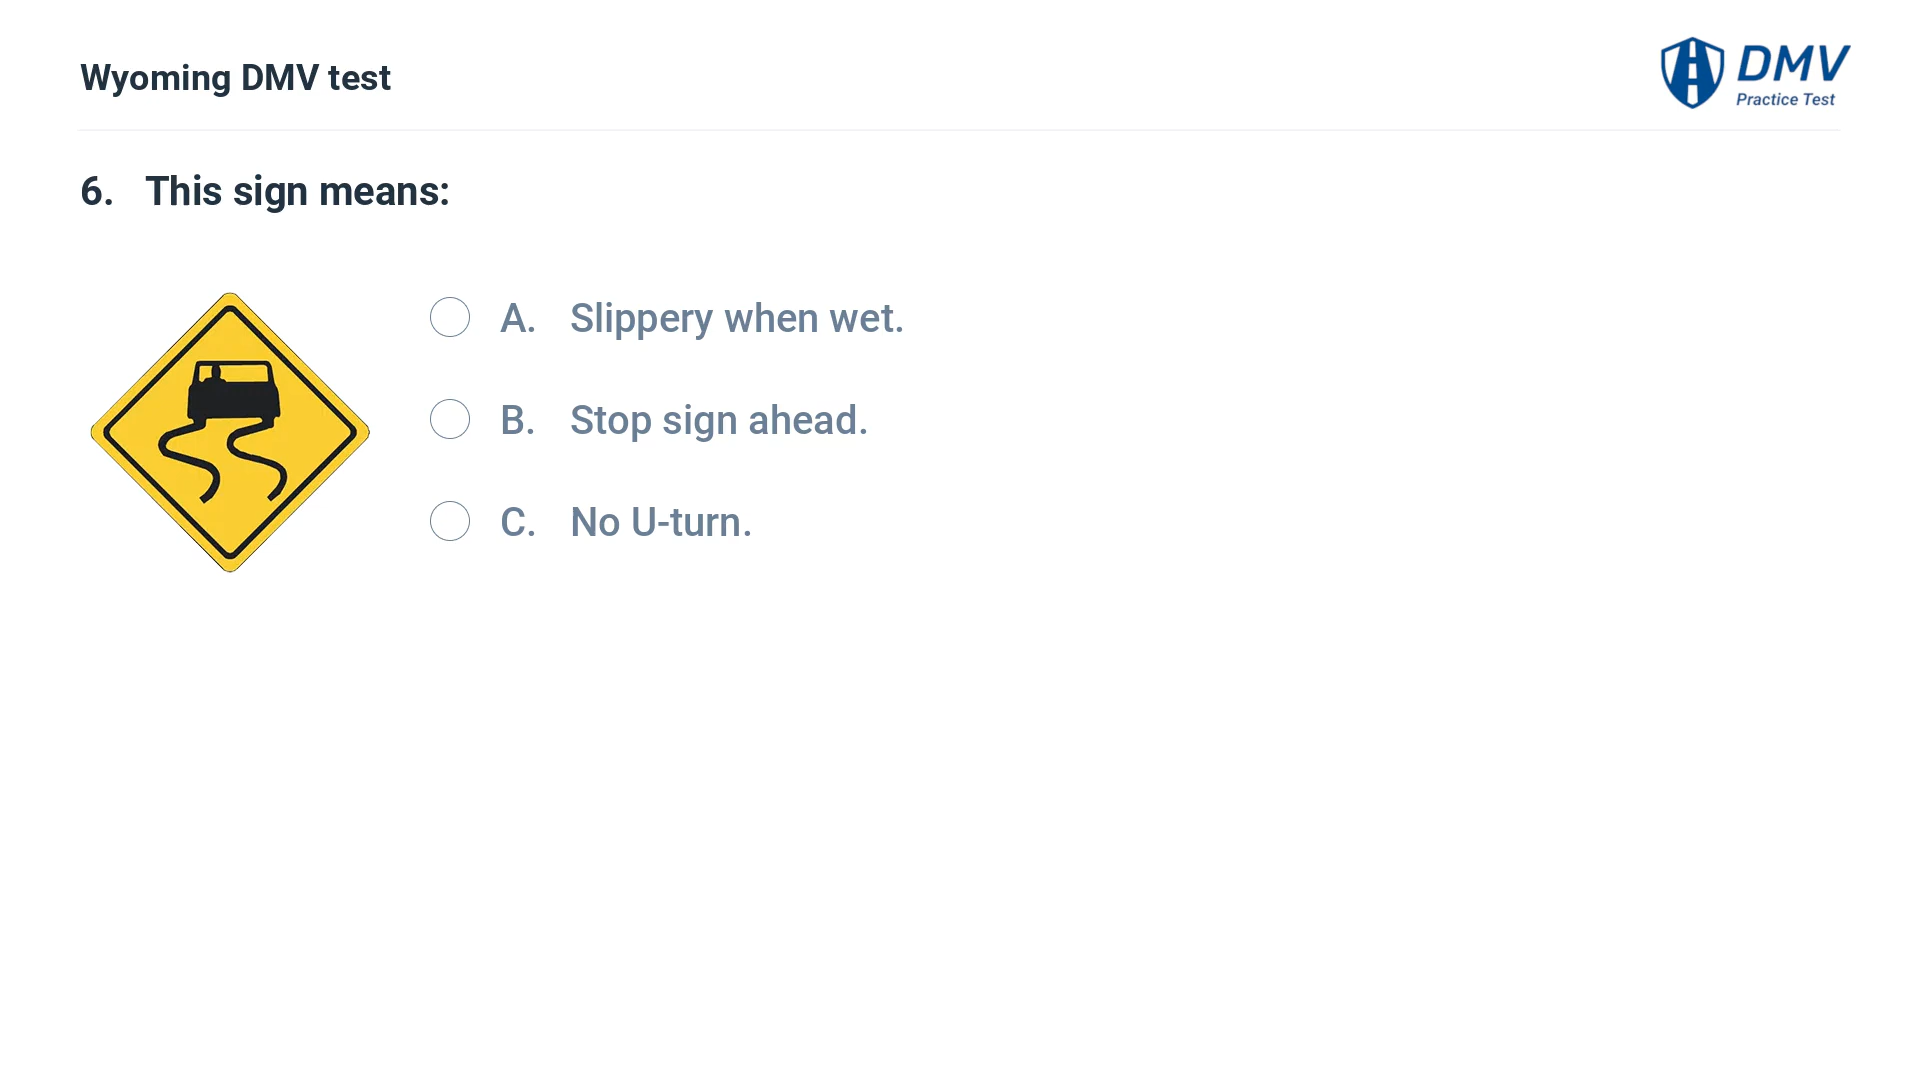 Wyoming DMV test
DMV
Practice Test
6. This sign means:
A. Slippery when wet.
B. Stop sign ahead.
C. No U-turn.